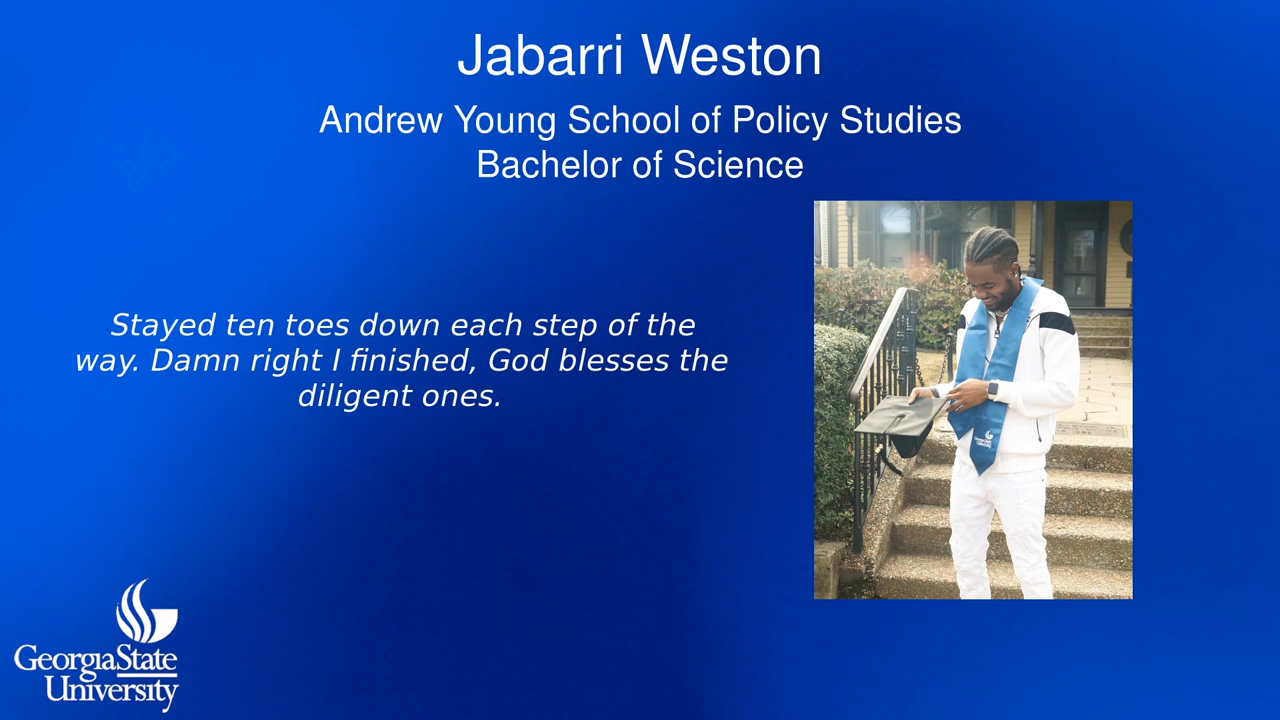 Jabarri Weston
Andrew Young School of Policy Studies
Bachelor of Science
Stayed ten toes down each step of the
way. Damn right I finished, God blesses the
diligent ones.
GeorgiaState
University